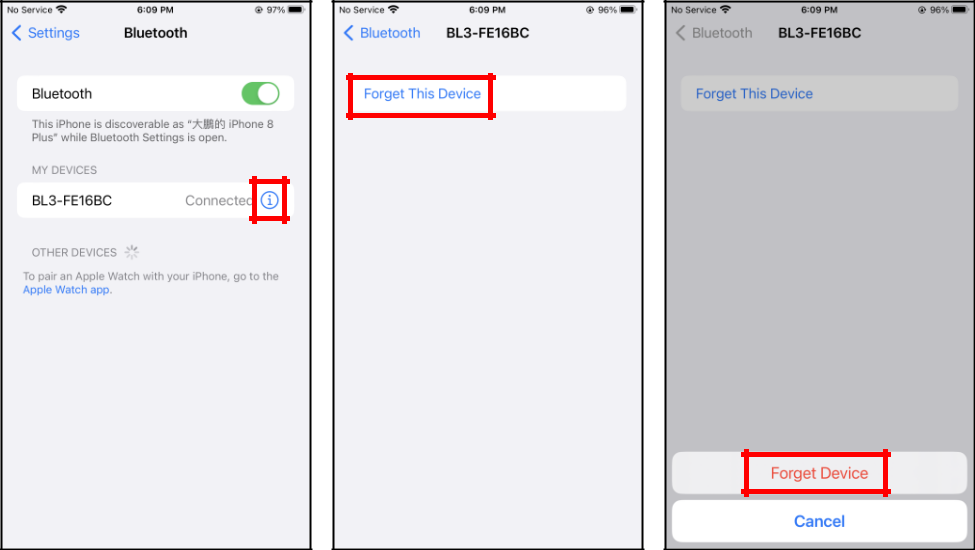 No Service 6:09 PM 97%
Settings Bluetooth
Bluetooth
This iPhone is discoverable as “大鹏的 iPhone 8
Plus” while Bluetooth Settings is open.
MY DEVICES
BL3-FE16BC Connected
OTHER DEVICES
To pair an Apple Watch with your iPhone, go to the
Apple Watch app.
No Service 6:09 PM 96%
Bluetooth BL3-FE16BC
Forget This Device
No Service 6:09 PM 96%
Bluetooth BL3-FE16BC
Forget This Device
Forget Device
Cancel